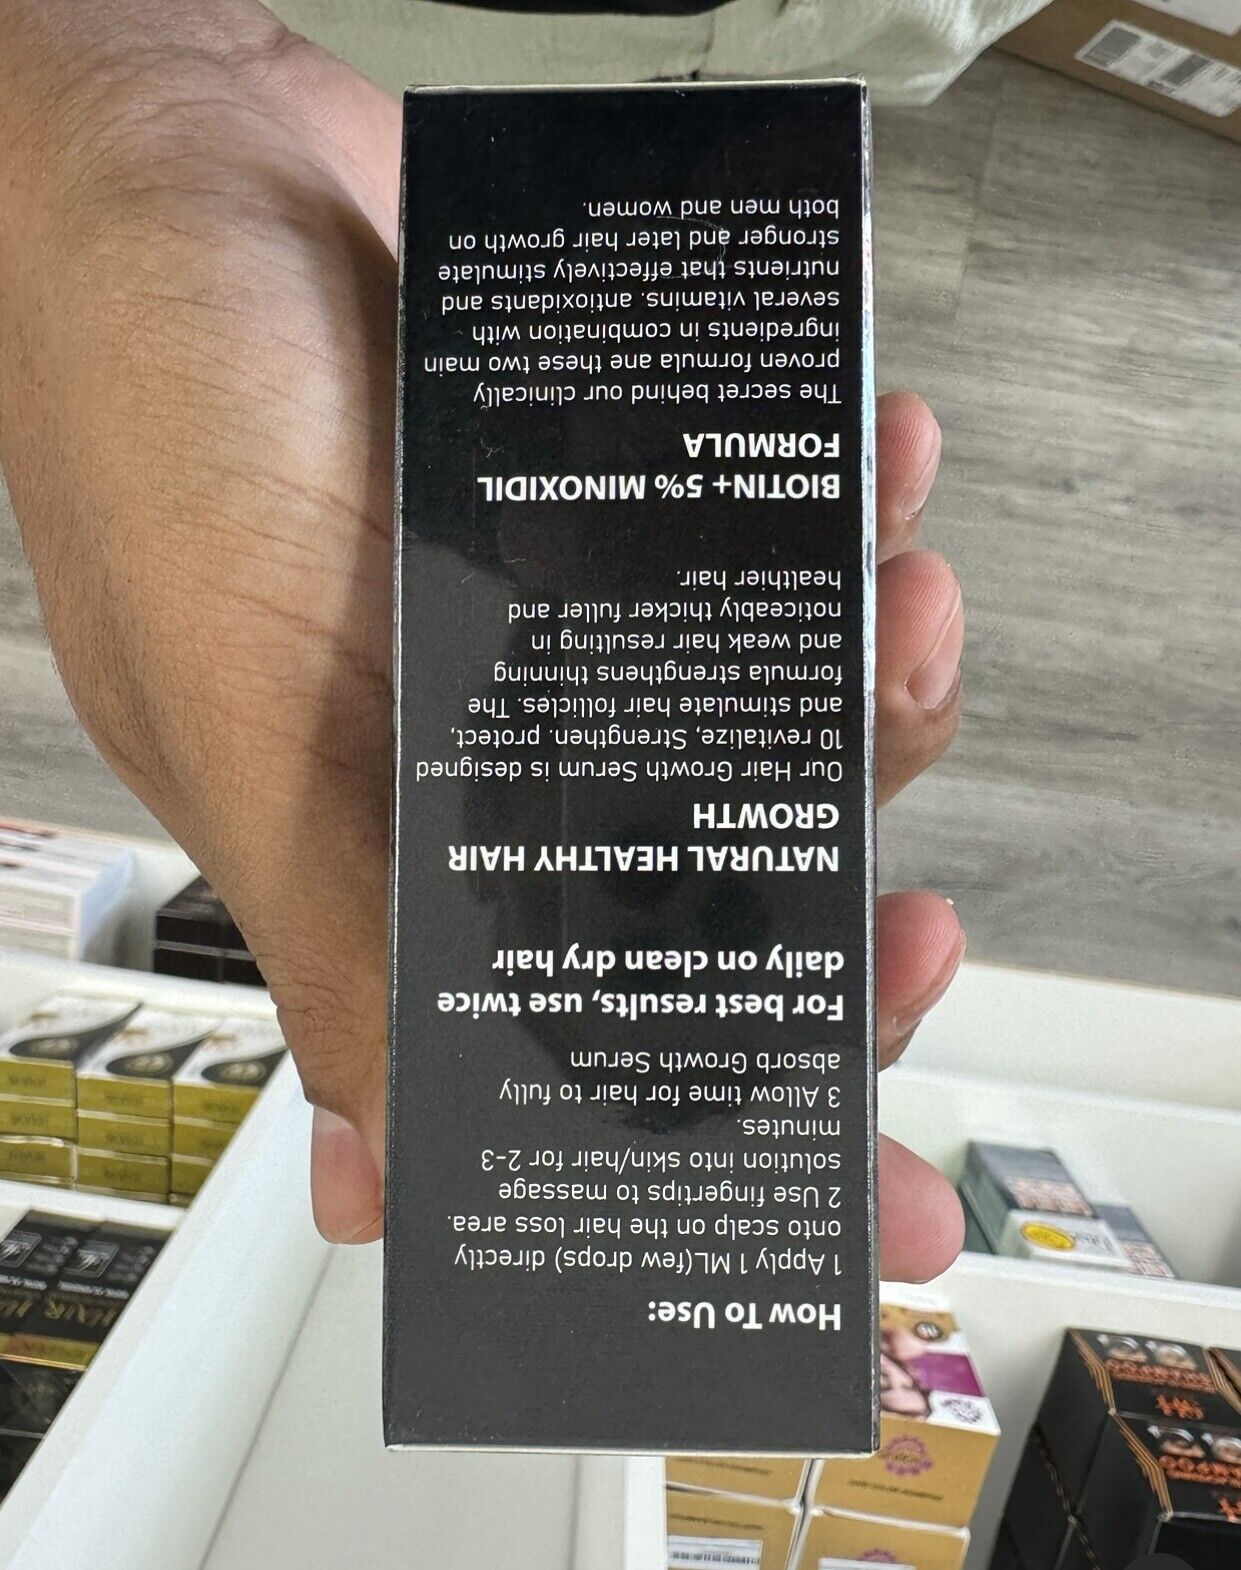 How To Use:
1 Apply 1 ML(few drops) directly
onto scalp on the hair loss area.
2 Use fingertips to massage
solution into skin/hair for 2-3
minutes.
3 Allow time for hair to fully
absorb Growth Serum
For best results, use twice
daily on clean dry hair
NATURAL HEALTHY HAIR
GROWTH
Our Hair Growth Serum is designed
10 revitalize, Strengthen. protect,
and stimulate hair follicles. The
formula strengthens thinning
and weak hair resulting in
noticeably thicker fuller and
healthier hair.
BIOTIN+ 5% MINOXIDIL
FORMULA
The secret behind our clinically
proven formula ane these two main
ingredients in combination with
several vitamins. antioxidants and
nutrients that effectively stimulate
stronger and later hair growth on
both men and women.
HAIR